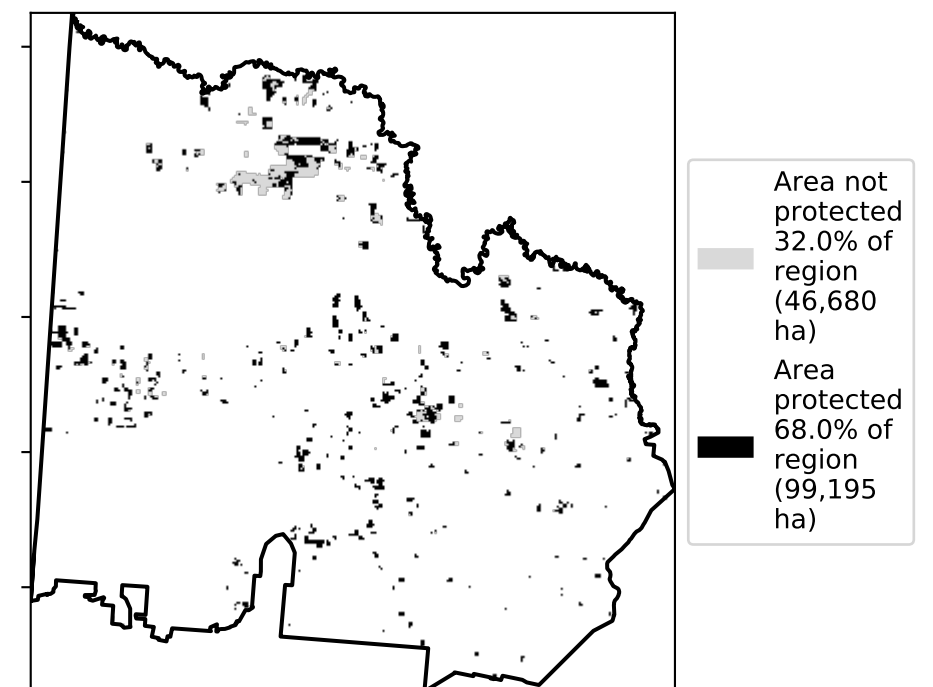 Area not
protected
32.0% of
region
(46,680
ha)
Area
protected
68.0% of
region
(99,195
ha)